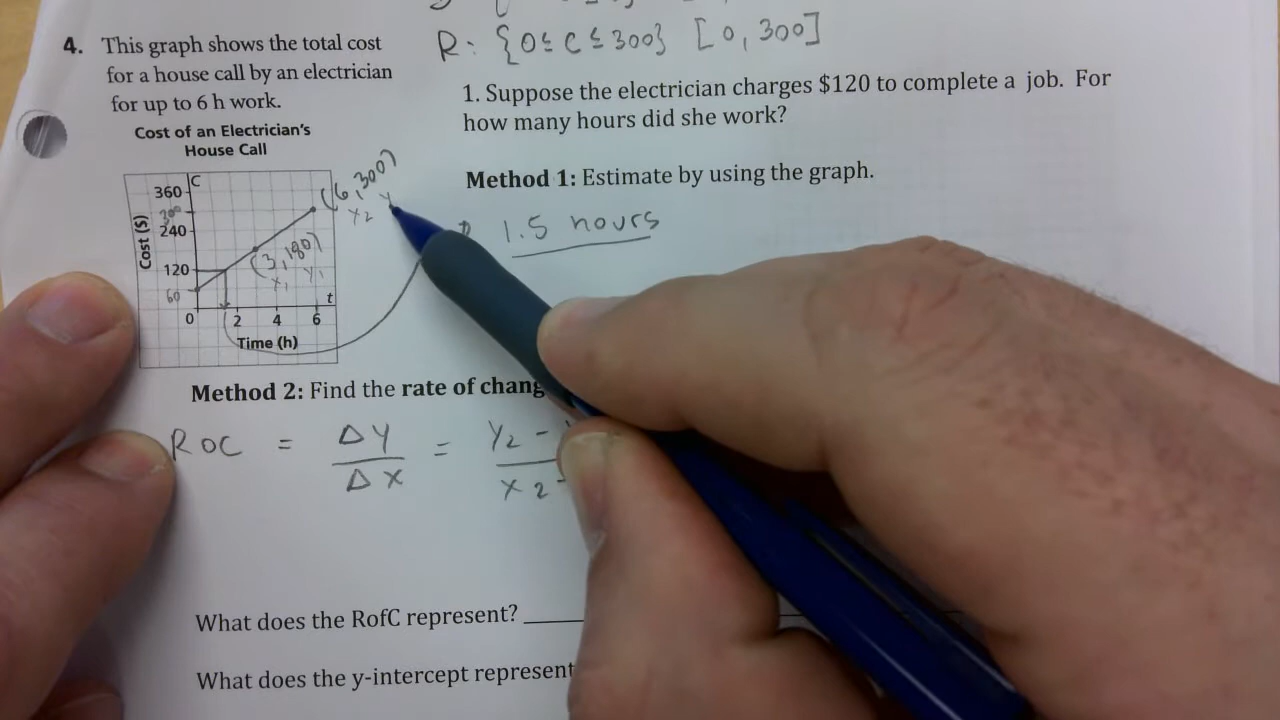 R: {0≤C≤300} [0,300]
4. This graph shows the total cost
for a house call by an electrician
for up to 6 h work.
1. Suppose the electrician charges $120 to complete a job. For
how many hours did she work?
Cost of an Electrician's
House Call
Method 1: Estimate by using the graph.
1.5 hours
C
360
300
240
120
60
0
2
4
6
t
Cost ($)
Time (h)
(6,300)
x2 y
(3,180)
x1 y1
Method 2: Find the rate of chang
ROC = ΔY/ΔX = Y2 - / X2 -
What does the RofC represent?
What does the y-intercept represent